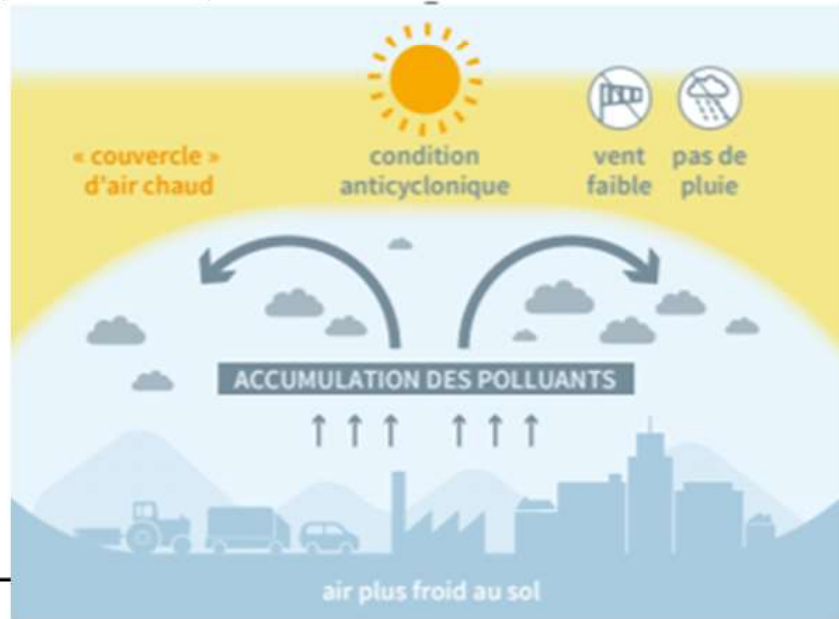 « couvercle »
d'air chaud
condition
anticyclonique
vent
faible
pas de
pluie
ACCUMULATION DES POLLUANTS
air plus froid au sol